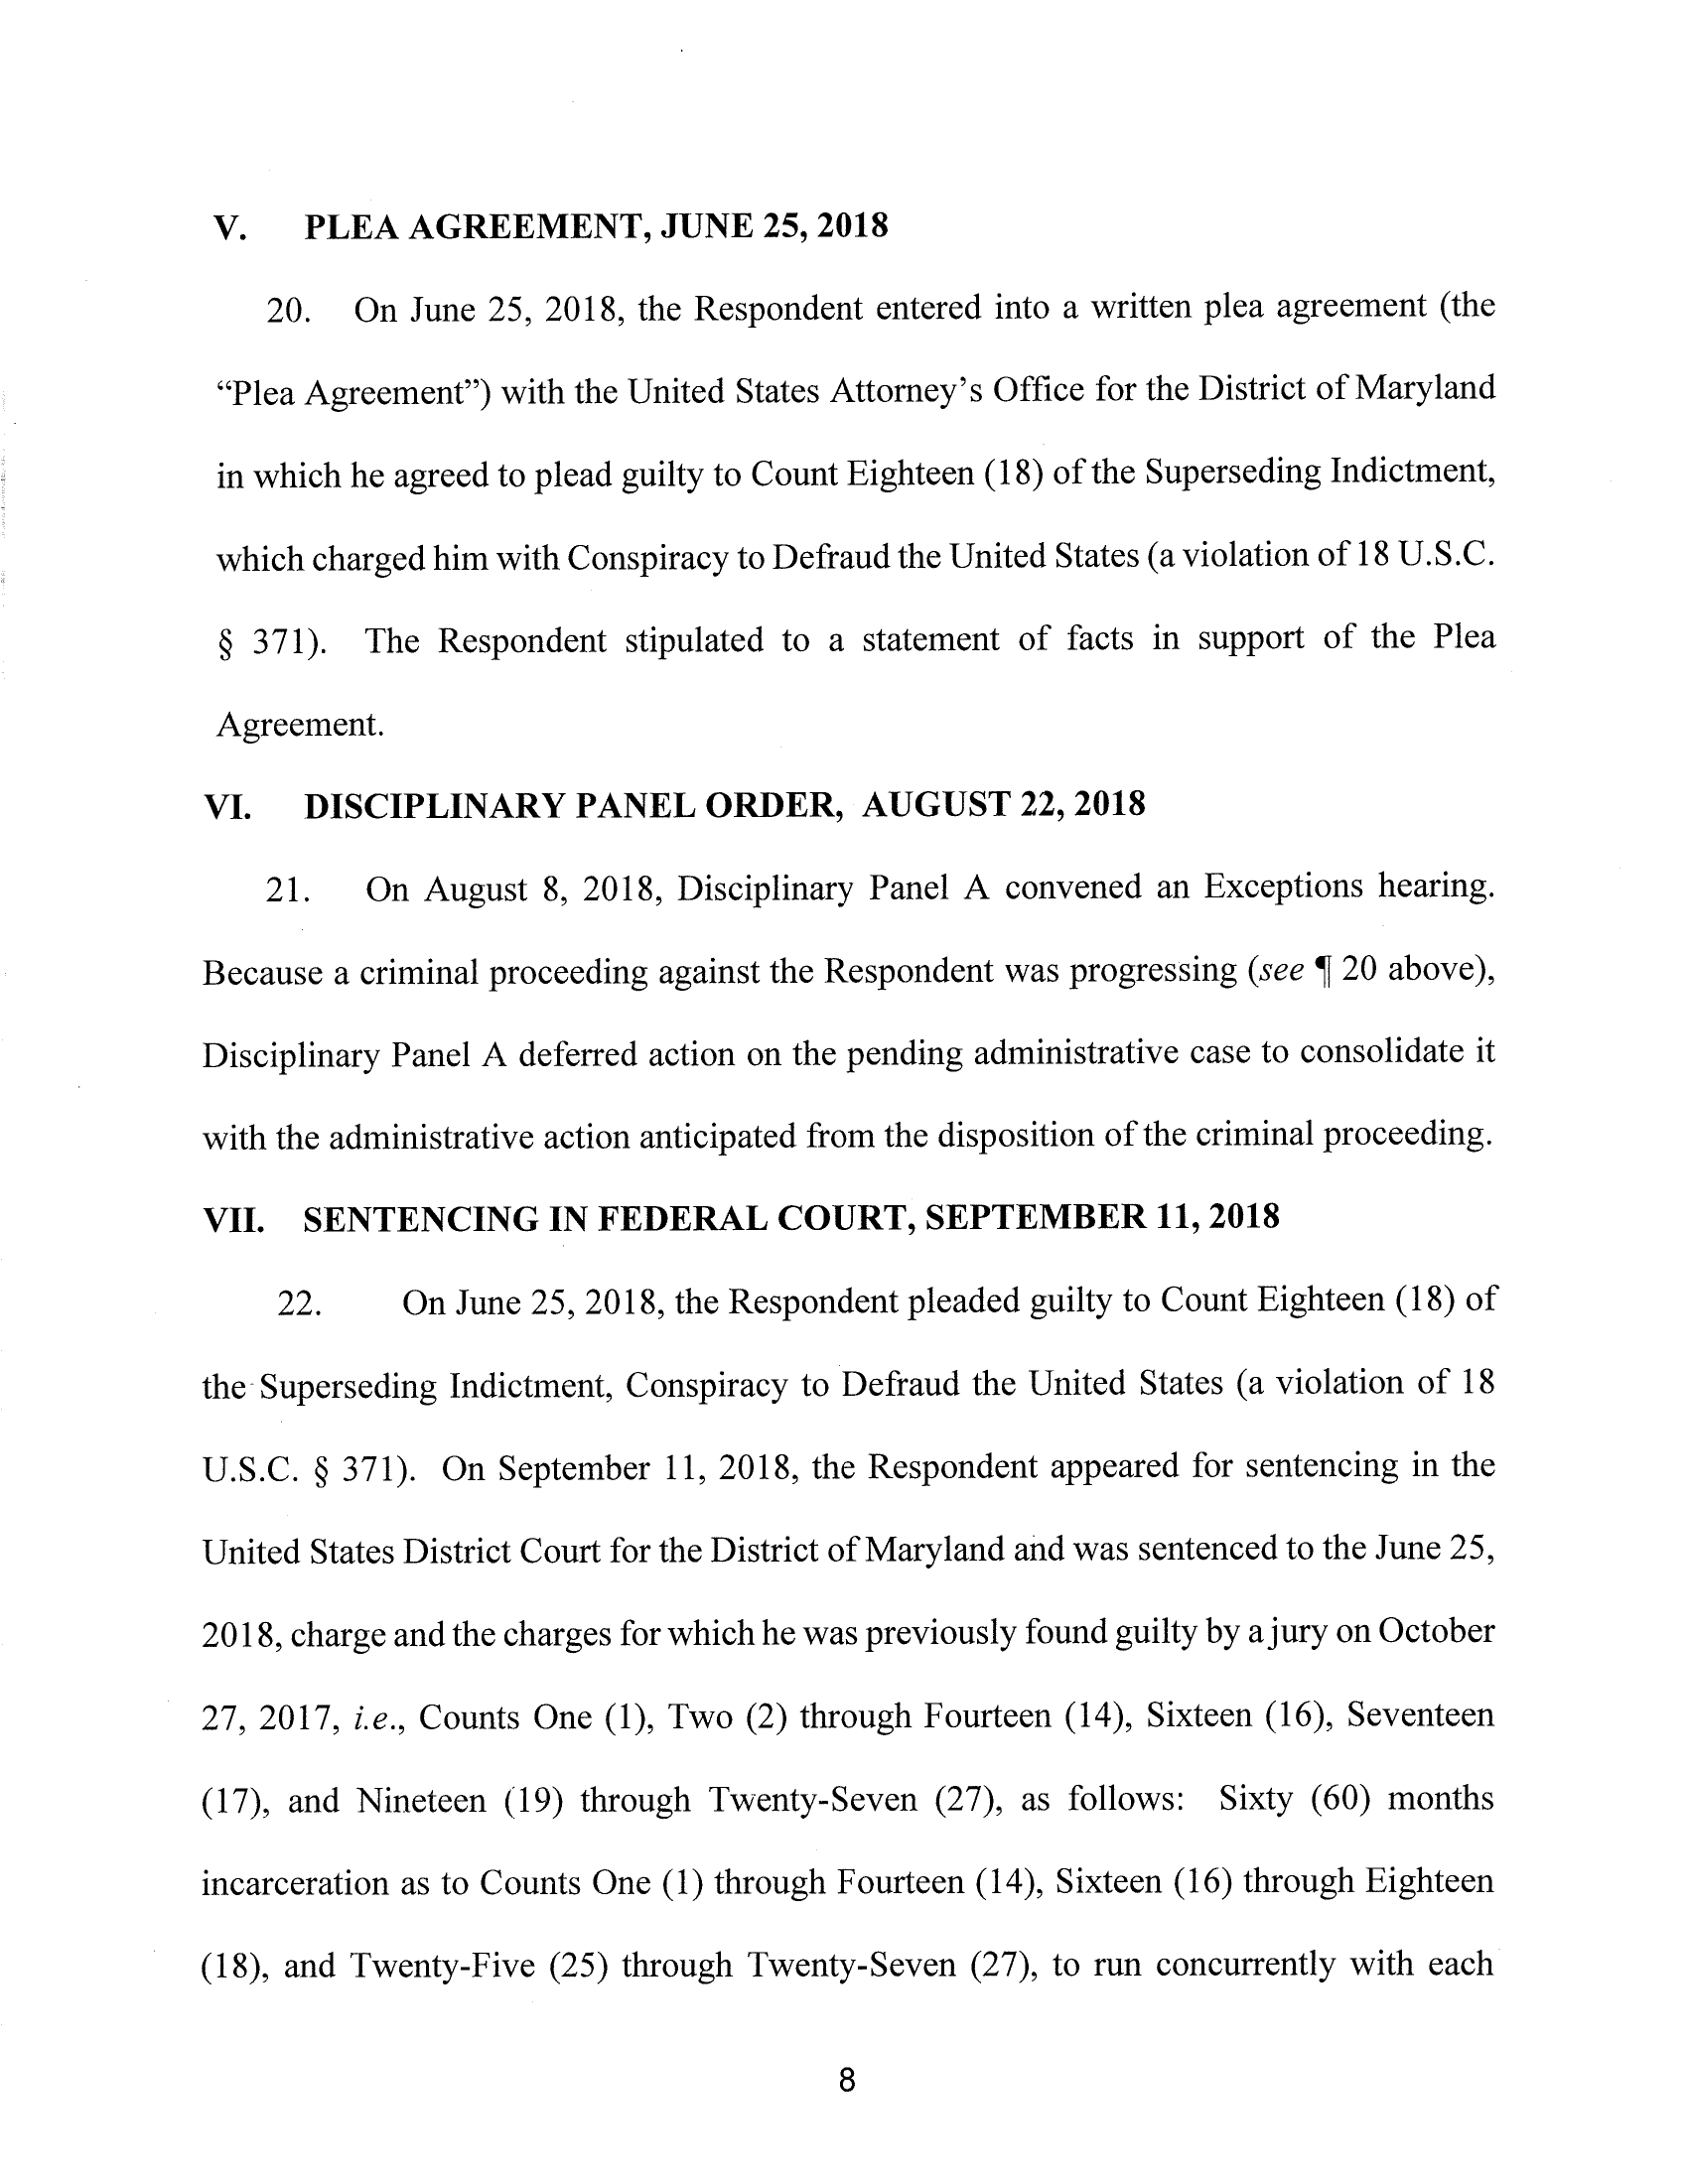 V. PLEA AGREEMENT, JUNE 25, 2018
20. On June 25, 2018, the Respondent entered into a written plea agreement (the
“Plea Agreement”) with the United States Attorney’s Office for the District of Maryland
in which he agreed to plead guilty to Count Eighteen (18) of the Superseding Indictment,
which charged him with Conspiracy to Defraud the United States (a violation of 18 U.S.C.
§ 371). The Respondent stipulated to a statement of facts in support of the Plea
Agreement.
VI. DISCIPLINARY PANEL ORDER, AUGUST 22, 2018
21. On August 8, 2018, Disciplinary Panel A convened an Exceptions hearing.
Because a criminal proceeding against the Respondent was progressing (see ¶ 20 above),
Disciplinary Panel A deferred action on the pending administrative case to consolidate it
with the administrative action anticipated from the disposition of the criminal proceeding.
VII. SENTENCING IN FEDERAL COURT, SEPTEMBER 11, 2018
22. On June 25, 2018, the Respondent pleaded guilty to Count Eighteen (18) of
the Superseding Indictment, Conspiracy to Defraud the United States (a violation of 18
U.S.C. § 371). On September 11, 2018, the Respondent appeared for sentencing in the
United States District Court for the District of Maryland and was sentenced to the June 25,
2018, charge and the charges for which he was previously found guilty by a jury on October
27, 2017, i.e., Counts One (1), Two (2) through Fourteen (14), Sixteen (16), Seventeen
(17), and Nineteen (19) through Twenty-Seven (27), as follows: Sixty (60) months
incarceration as to Counts One (1) through Fourteen (14), Sixteen (16) through Eighteen
(18), and Twenty-Five (25) through Twenty-Seven (27), to run concurrently with each
8